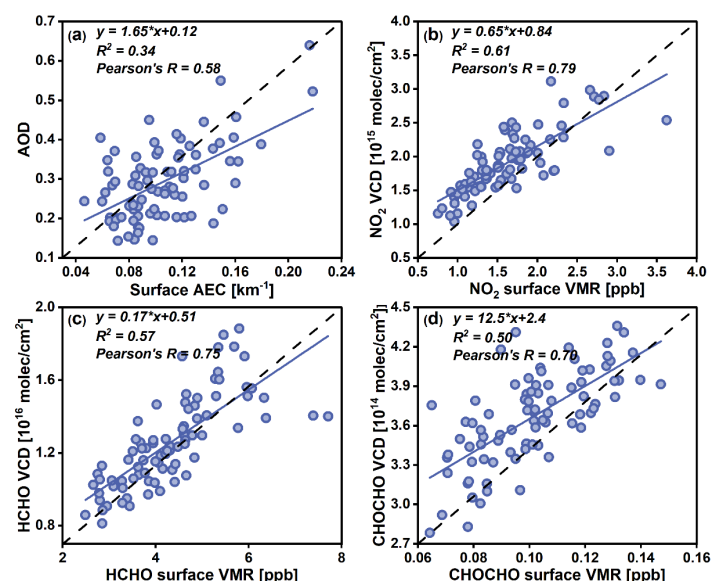 (a)
y = 1.65*x+0.12
R² = 0.34
Pearson's R = 0.58
AOD
0.7
0.6
0.5
0.4
0.3
0.2
0.1
0.04 0.08 0.12 0.16 0.20 0.24
Surface AEC [km⁻¹]
(b)
y = 0.65*x+0.84
R² = 0.61
Pearson's R = 0.79
NO₂ VCD [10¹⁵ molec/cm²]
4.0
3.5
3.0
2.5
2.0
1.5
1.0
0.5
0.5 1.0 1.5 2.0 2.5 3.0 3.5 4.0
NO₂ surface VMR [ppb]
(c)
y = 0.17*x+0.51
R² = 0.57
Pearson's R = 0.75
HCHO VCD [10¹⁶ molec/cm²]
2.0
1.6
1.2
0.8
2 4 6 8
HCHO surface VMR [ppb]
(d)
y = 12.5*x+2.4
R² = 0.50
Pearson's R = 0.70
CHOCHO VCD [10¹⁴ molec/cm²]
4.5
4.2
3.9
3.6
3.3
3.0
2.7
0.06 0.08 0.10 0.12 0.14 0.16
CHOCHO surface VMR [ppb]